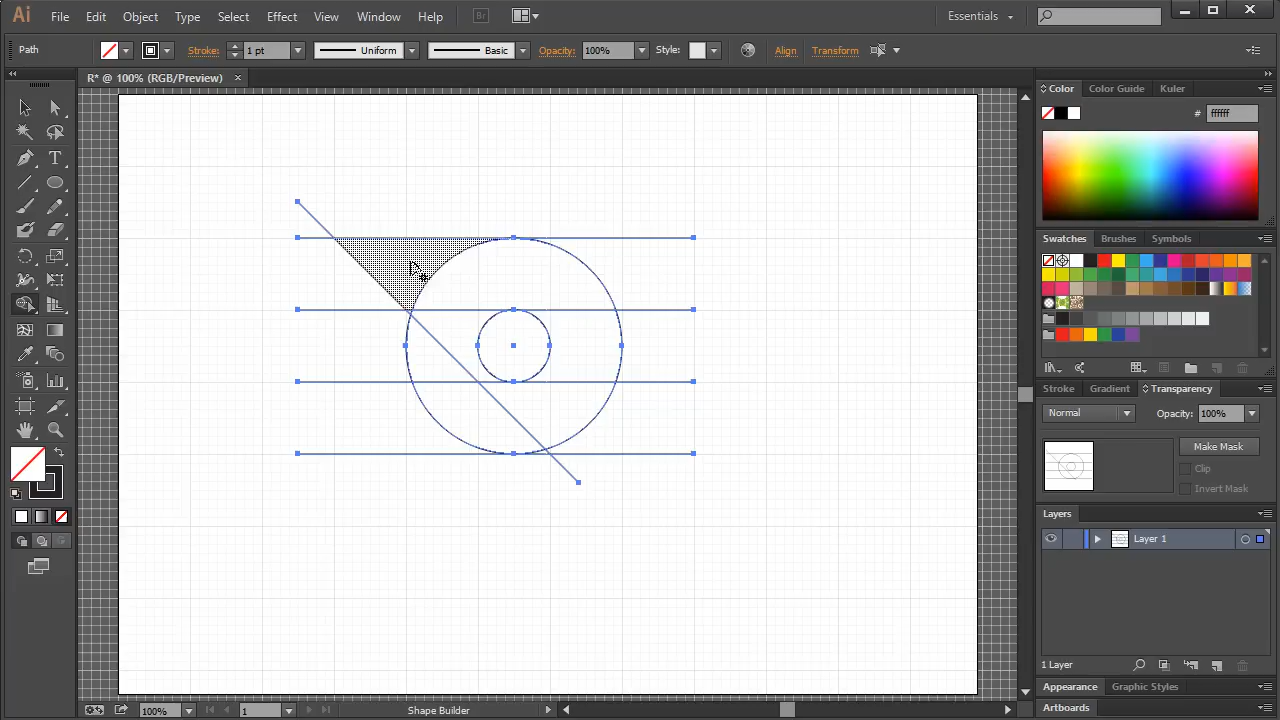 Ai File Edit Object Type Select Effect View Window Help Br Essentials
Path Stroke: 1 pt Uniform Basic Opacity: 100% Style: Align Transform
R* @ 100% (RGB/Preview) ×
Color Color Guide Kuler
# ffffff
Swatches Brushes Symbols
Stroke Gradient Transparency
Normal Opacity: 100%
Make Mask
Clip
Invert Mask
Layers
Layer 1
1 Layer
Appearance Graphic Styles
Artboards
100% 1 Shape Builder